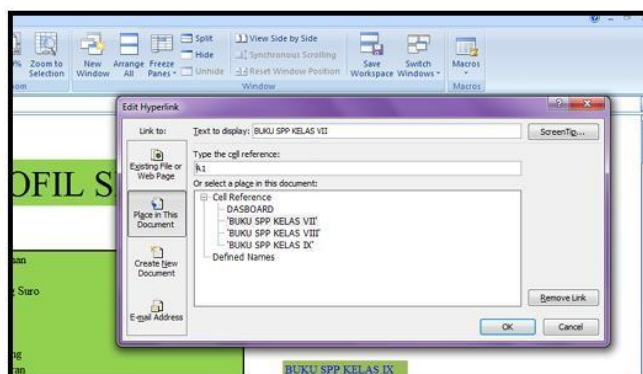 Split
View Side by Side
Hide
Synchronous Scrolling
Unhide
Reset Window Position
Zoom to Selection
New Window
Arrange All
Freeze Panes
Save Workspace
Switch Windows
Macros
Window
Macros
Edit Hyperlink
Link to:
Text to display: BUKU SPP KELAS VII
ScreenTip...
Type the cell reference:
A1
Or select a place in this document:
Existing File or Web Page
Place in This Document
Create New Document
E-mail Address
Cell Reference
DASBOARD
'BUKU SPP KELAS VII'
'BUKU SPP KELAS VIII'
'BUKU SPP KELAS IX'
Defined Names
Remove Link
OK
Cancel
OFIL S
Suro
BUKU SPP KELAS IX